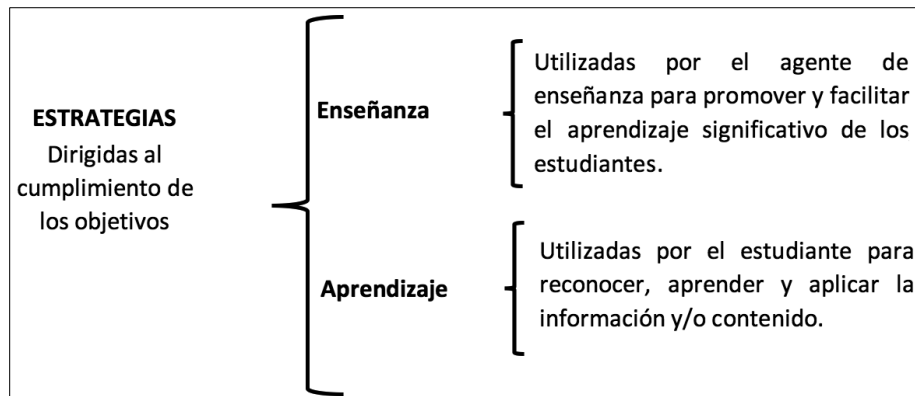 ESTRATEGIAS
Dirigidas al
cumplimiento de
los objetivos
Enseñanza
Utilizadas por el agente de
enseñanza para promover y facilitar
el aprendizaje significativo de los
estudiantes.
Aprendizaje
Utilizadas por el estudiante para
reconocer, aprender y aplicar la
información y/o contenido.